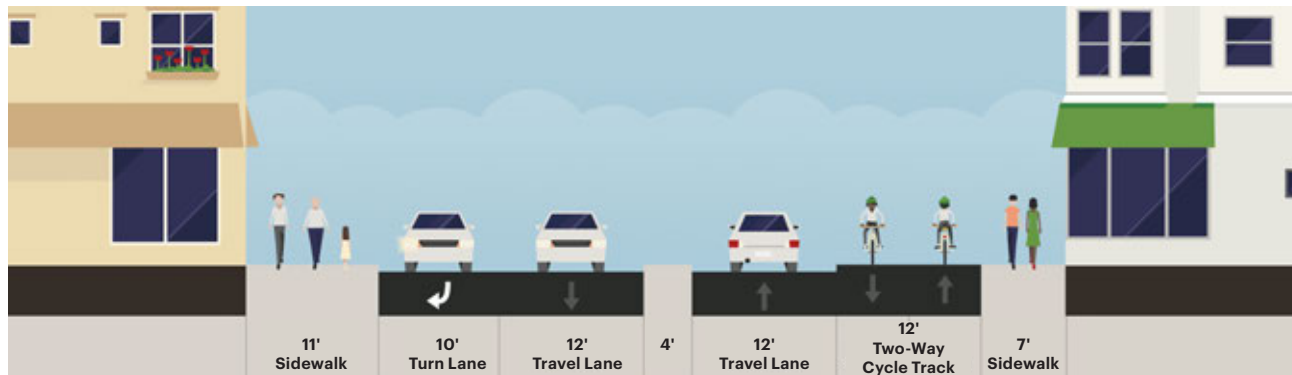 11'
Sidewalk
10'
Turn Lane
12'
Travel Lane
4'
12'
Travel Lane
12'
Two-Way
Cycle Track
7'
Sidewalk